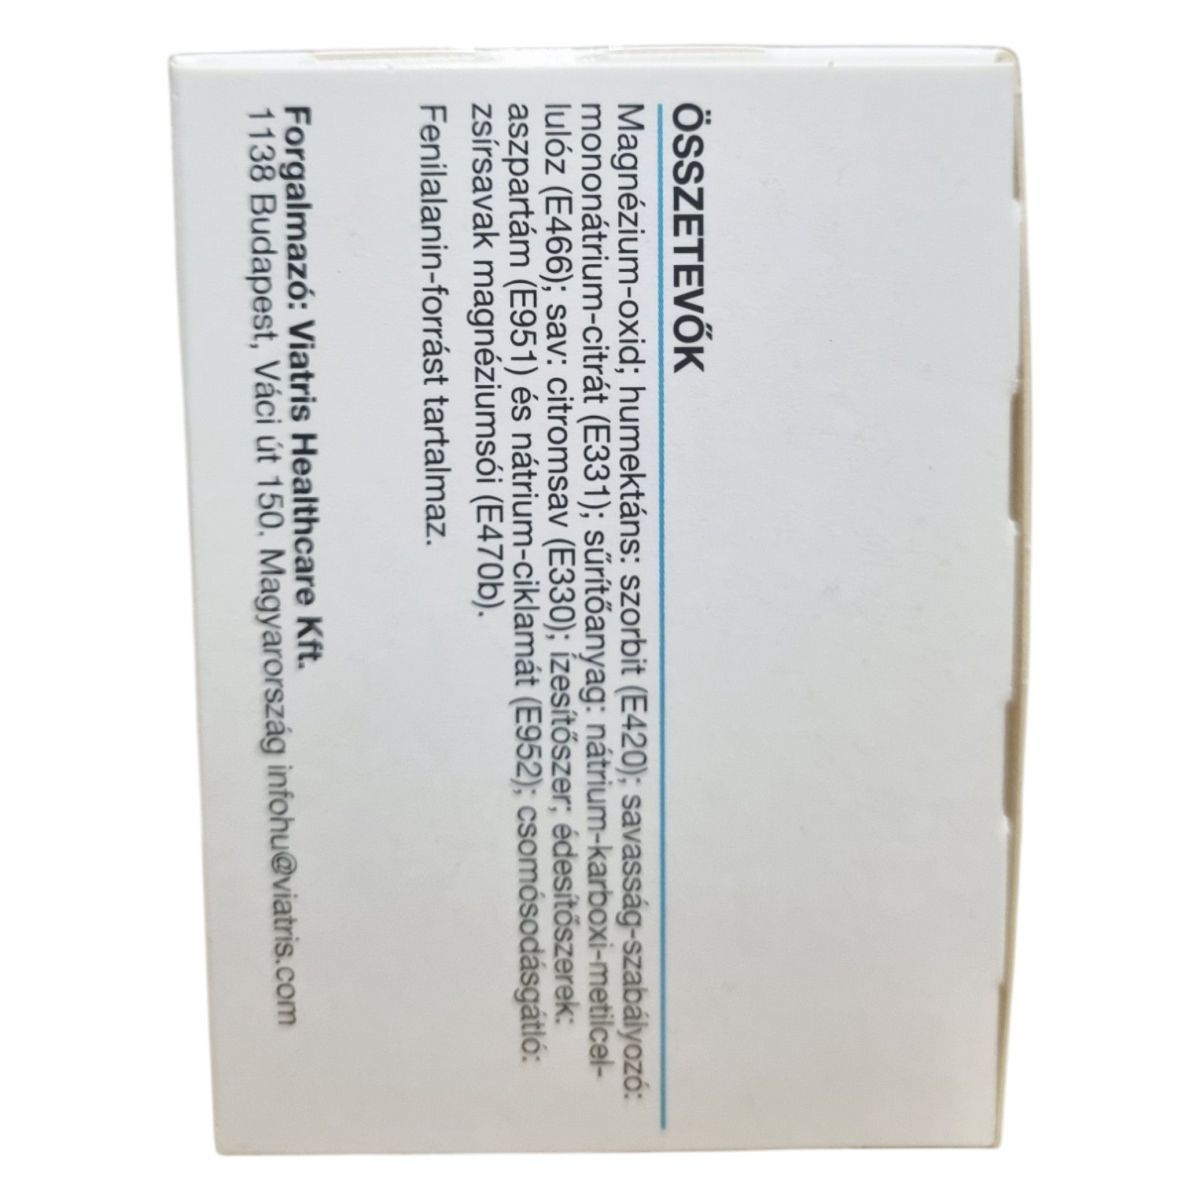 ÖSSZETEVŐK
Magnézium-oxid; humektáns: szorbit (E420); savasság-szabályozó:
mononátrium-citrát (E331); sűrítőanyag: nátrium-karboxi-metilcel-
lulóz (E466); sav: citromsav (E330); ízesítőszer; édesítőszerek:
aszpartám (E951) és nátrium-ciklamát (E952); csomósodásgátló:
zsírsavak magnéziumsói (E470b).
Fenilalanin-forrást tartalmaz.
Forgalmazó: Viatris Healthcare Kft.
1138 Budapest, Váci út 150. Magyarország infohu@viatris.com